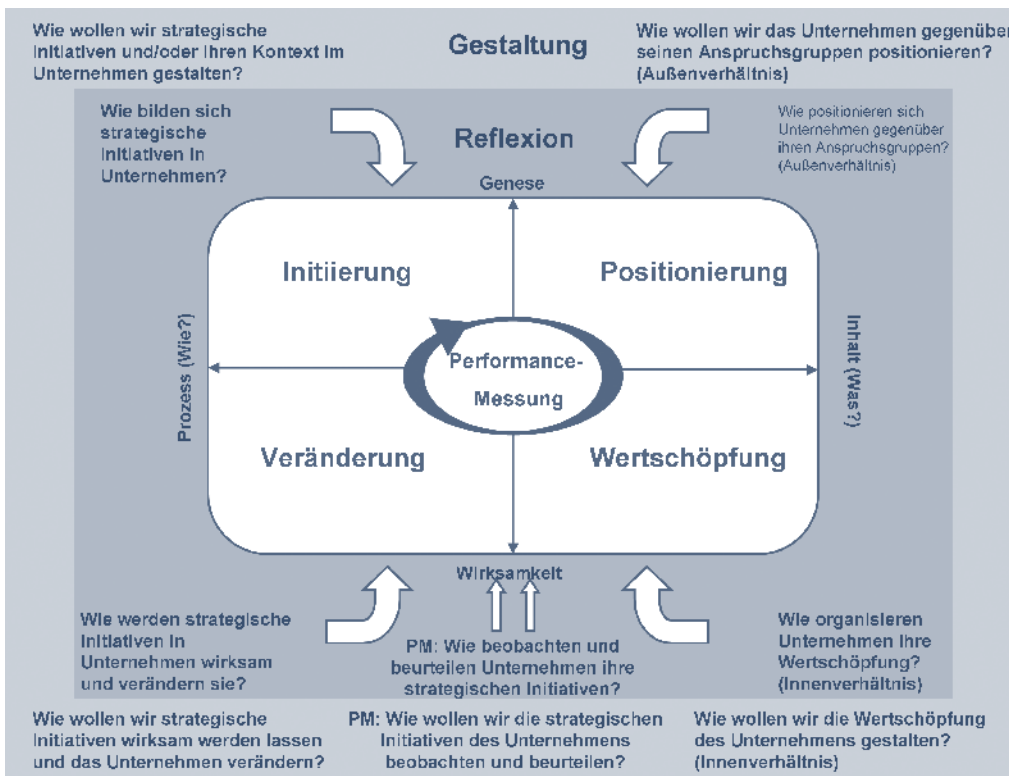 Wie wollen wir strategische
Initiativen und/oder ihren Kontext im
Unternehmen gestalten?
Gestaltung
Wie wollen wir das Unternehmen gegenüber
seinen Anspruchsgruppen positionieren?
(Außenverhältnis)
Wie bilden sich
strategische
Initiativen in
Unternehmen?
Reflexion
Wie positionieren sich
Unternehmen gegenüber
ihren Anspruchsgruppen?
(Außenverhältnis)
Genese
Initiierung
Positionierung
Prozess (Wie?)
Performance-
Messung
Inhalt (Was?)
Veränderung
Wertschöpfung
Wirksamkeit
Wie werden strategische
Initiativen in
Unternehmen wirksam
und verändern sie?
PM: Wie beobachten und
beurteilen Unternehmen ihre
strategischen Initiativen?
Wie organisieren
Unternehmen ihre
Wertschöpfung?
(Innenverhältnis)
Wie wollen wir strategische
Initiativen wirksam werden lassen
und das Unternehmen verändern?
PM: Wie wollen wir die strategischen
Initiativen des Unternehmens
beobachten und beurteilen?
Wie wollen wir die Wertschöpfung
des Unternehmens gestalten?
(Innenverhältnis)